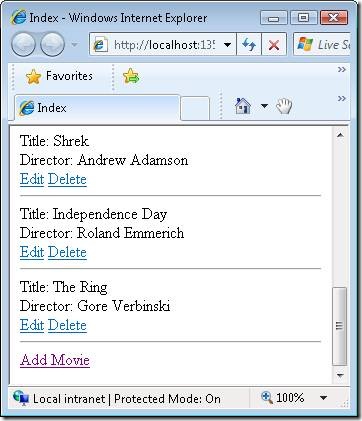 Index - Windows Internet Explorer
http://localhost:135
Live Se
Favorites
Index
Title: Shrek
Director: Andrew Adamson
Edit Delete
Title: Independence Day
Director: Roland Emmerich
Edit Delete
Title: The Ring
Director: Gore Verbinski
Edit Delete
Add Movie
Local intranet | Protected Mode: On
100%